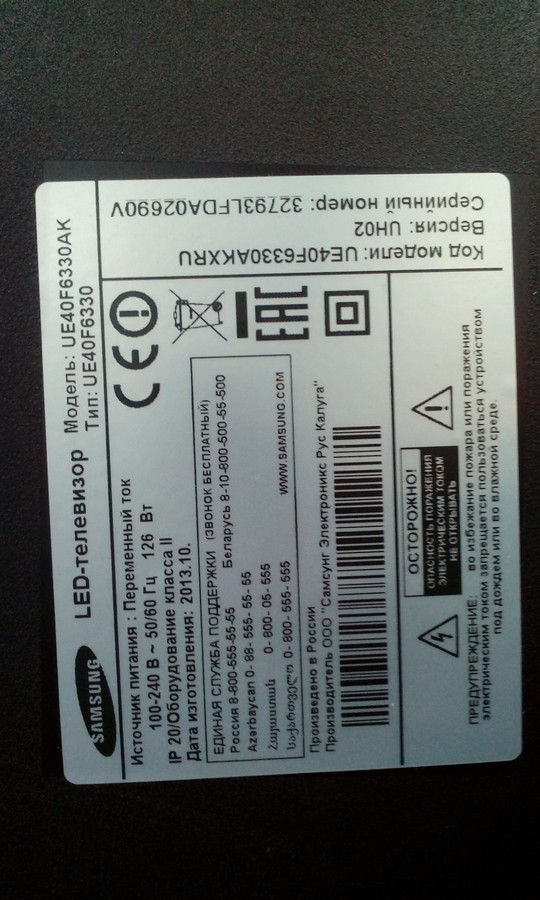 SAMSUNG
LED-телевизор
Модель: UE40F6330AK
Тип: UE40F6330
Источник питания : Переменный ток
100-240 В ~ 50/60 Гц 126 Вт
IP 20/Оборудование класса II
Дата изготовления: 2013.10.
ЕДИНАЯ СЛУЖБА ПОДДЕРЖКИ (ЗВОНОК БЕСПЛАТНЫЙ)
Россия 8-800-555-55-55 Беларусь 8-10-800-500-55-500
Azərbaycan 0- 88- 555- 55- 55
Հայաստան 0- 800- 05- 555
საქართველო 0- 800- 555- 555 WWW.SAMSUNG.COM
Произведено в России
Производитель ООО "Самсунг Электроникс Рус Калуга"
CE
EAC
Код модели: UE40F6330AKXRU
Версия: UH02
Серийный номер: 32793LFDA02690V
ОСТОРОЖНО!
ОПАСНОСТЬ ПОРАЖЕНИЯ
ЭЛЕКТРИЧЕСКИМ ТОКОМ
НЕ ОТКРЫВАТЬ
ПРЕДУПРЕЖДЕНИЕ: во избежание пожара или поражения
электрическим током запрещается пользоваться устройством
под дождем или во влажной среде.